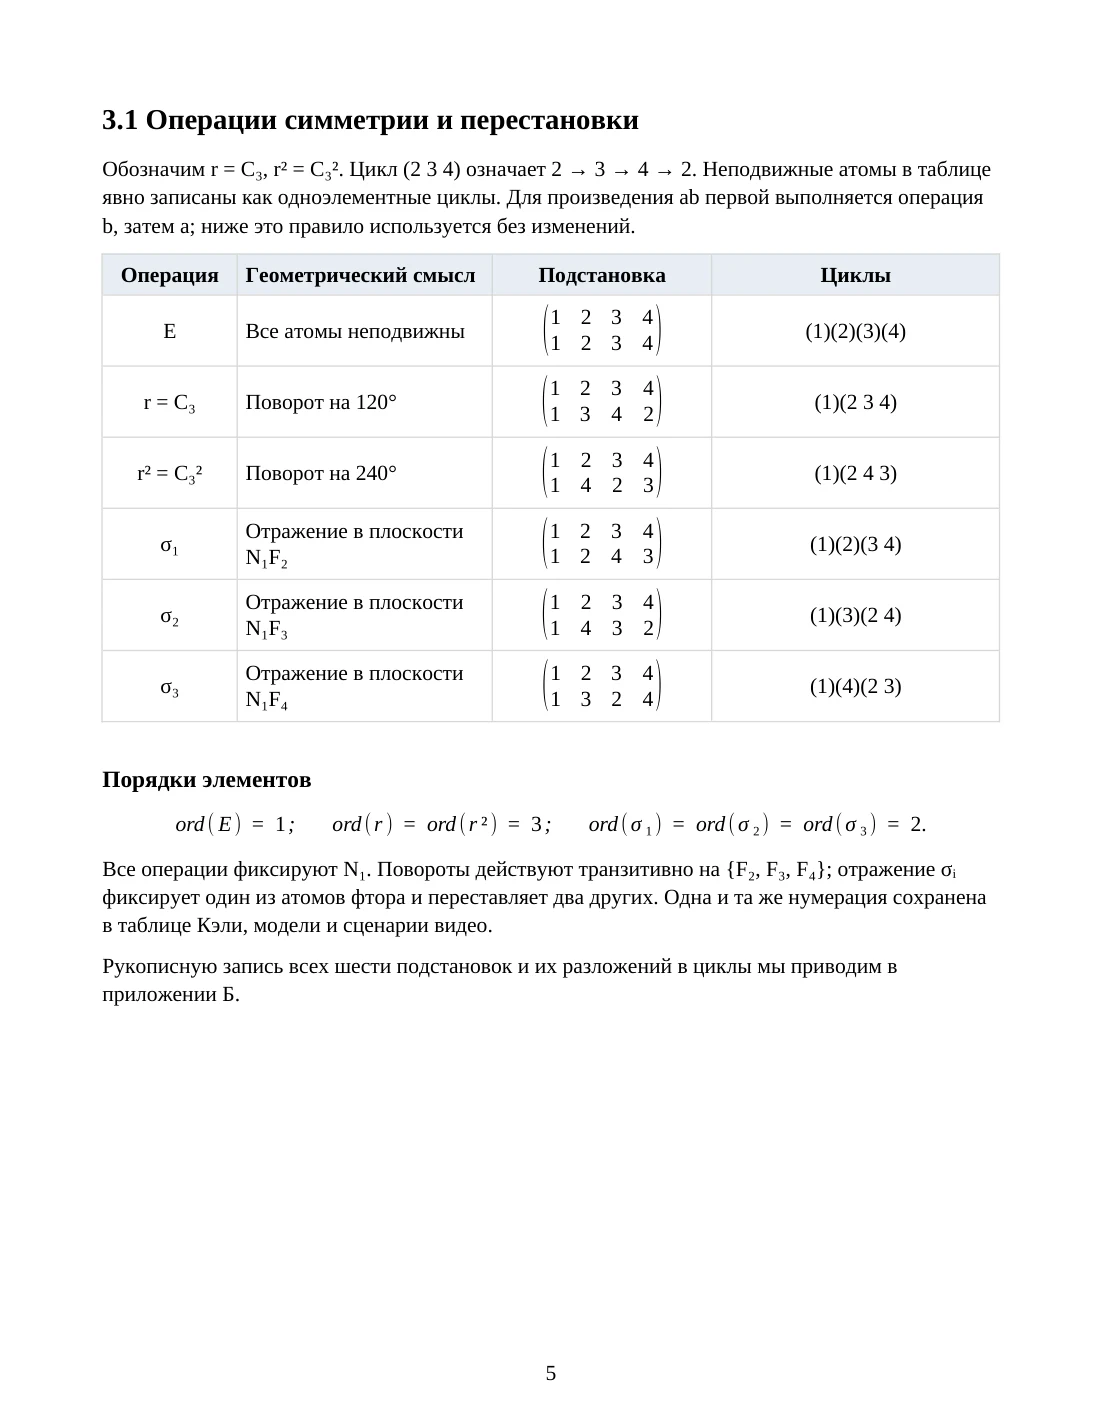 3.1 Операции симметрии и перестановки
Обозначим r = C₃, r² = C₃². Цикл (2 3 4) означает 2 → 3 → 4 → 2. Неподвижные атомы в таблице
явно записаны как одноэлементные циклы. Для произведения ab первой выполняется операция
b, затем a; ниже это правило используется без изменений.
Операция Геометрический смысл Подстановка Циклы
E Все атомы неподвижны (1 2 3 4
1 2 3 4) (1)(2)(3)(4)
r = C₃ Поворот на 120° (1 2 3 4
1 3 4 2) (1)(2 3 4)
r² = C₃² Поворот на 240° (1 2 3 4
1 4 2 3) (1)(2 4 3)
σ₁ Отражение в плоскости
N₁F₂ (1 2 3 4
1 2 4 3) (1)(2)(3 4)
σ₂ Отражение в плоскости
N₁F₃ (1 2 3 4
1 4 3 2) (1)(3)(2 4)
σ₃ Отражение в плоскости
N₁F₄ (1 2 3 4
1 3 2 4) (1)(4)(2 3)
Порядки элементов
ord(E) = 1; ord(r) = ord(r²) = 3; ord(σ₁) = ord(σ₂) = ord(σ₃) = 2.
Все операции фиксируют N₁. Повороты действуют транзитивно на {F₂, F₃, F₄}; отражение σᵢ
фиксирует один из атомов фтора и переставляет два других. Одна и та же нумерация сохранена
в таблице Кэли, модели и сценарии видео.
Рукописную запись всех шести подстановок и их разложений в циклы мы приводим в
приложении Б.
5